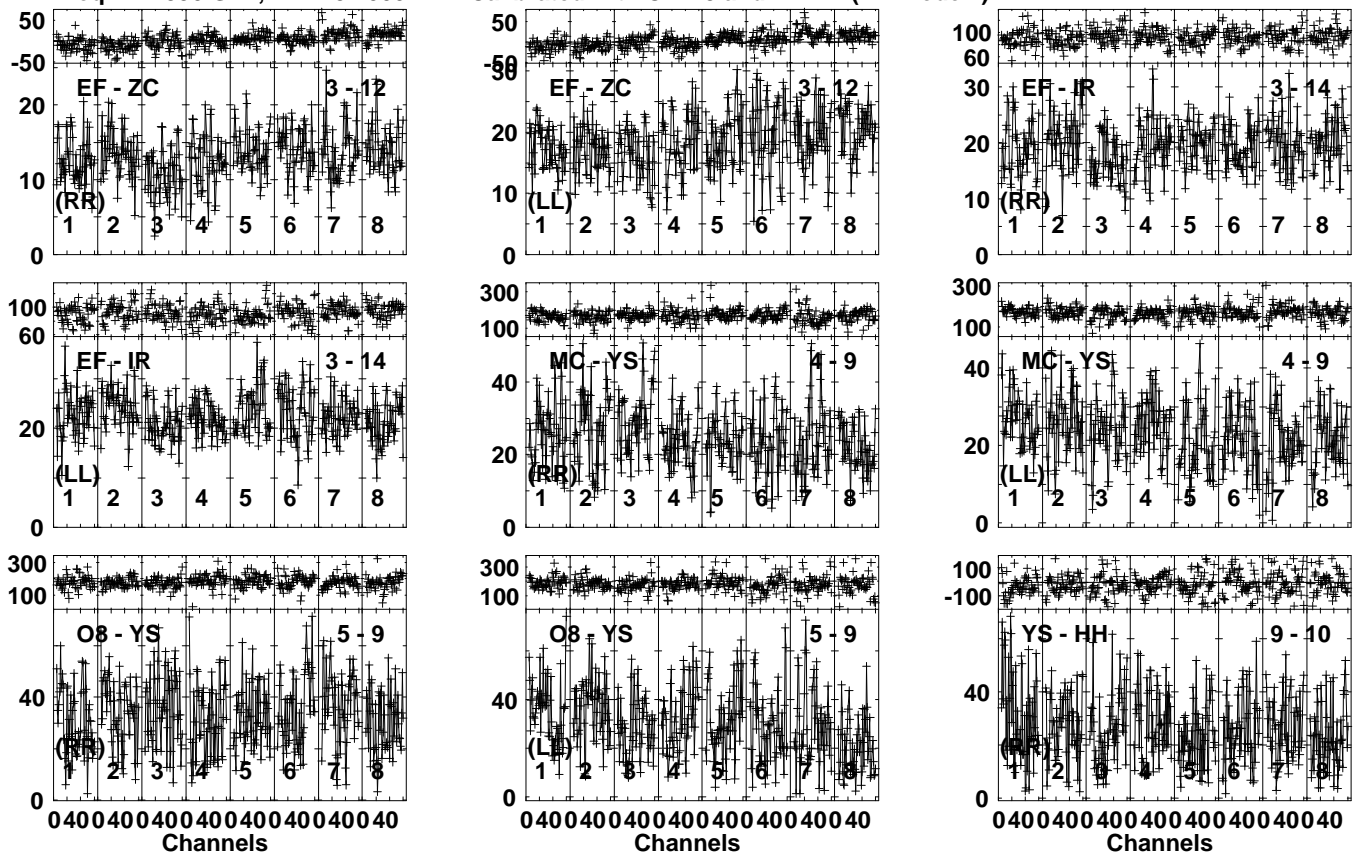 50 50 100
-50 -50 60
30 30
EF - ZC 3 - 12 EF - ZC 3 - 12 EF - IR 3 - 14
20 20 20
10 10 10
(RR) (LL) (RR)
1 2 3 4 5 6 7 8 1 2 3 4 5 6 7 8 1 2 3 4 5 6 7 8
0 0 0
100 300 300
60 100 100
EF - IR 3 - 14 MC - YS 4 - 9 MC - YS 4 - 9
40 40
20 20 20
(LL) (RR) (LL)
1 2 3 4 5 6 7 8 1 2 3 4 5 6 7 8 1 2 3 4 5 6 7 8
0 0 0
300 300 100
100 100 -100
O8 - YS 5 - 9 O8 - YS 5 - 9 YS - HH 9 - 10
40 40 40
(RR) (LL) (RR)
1 2 3 4 5 6 7 8 1 2 3 4 5 6 7 8 1 2 3 4 5 6 7 8
0 0 0
0 40 0 40 0 40 0 40 0 40 0 40 0 40 0 40 0 40 0 40 0 40 0 40 0 40 0 40 0 40 0 40 0 40 0 40 0 40 0 40 0 40 0 40 0 40 0 40
Channels Channels Channels